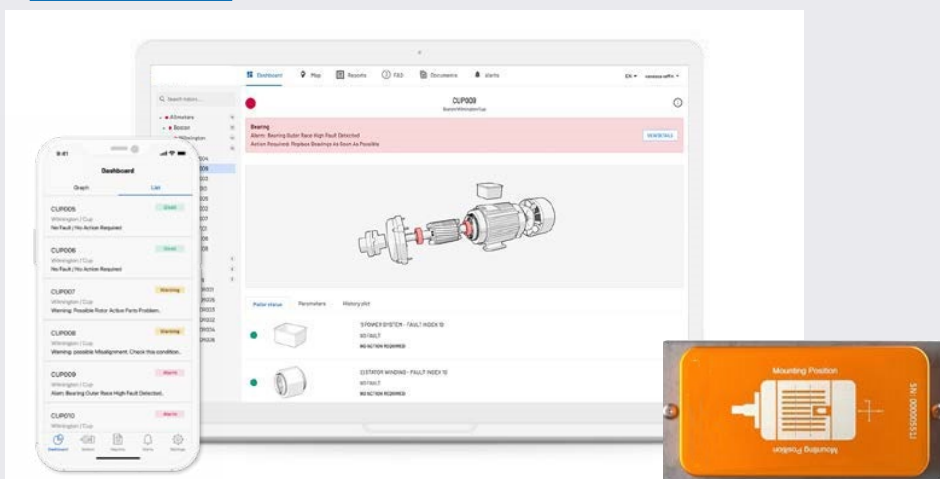 Dashboard Map Reports FAQ Documents Alerts EN
Search motors...
Allmotors
Boston
Wilmington
CUP009
Boston/Wilmington/Cup
Bearing
Alarm: Bearing Outer Race High Fault Detected
Action Required: Replace Bearings As Soon As Possible
Motor status Parameters History plot
NO FAULT
NO ACTION REQUIRED
NO FAULT
NO ACTION REQUIRED
9:41
Dashboard
Graph List
CUP005 Good
Wilmington / Cup
No Fault / No Action Required
CUP006 Good
Wilmington / Cup
No Fault / No Action Required
CUP007 Warning
Wilmington / Cup
Warning: Possible Rotor Active Parts Problem.
CUP008 Warning
Wilmington / Cup
Warning: possible Misalignment. Check this condition.
CUP009 Alarm
Wilmington / Cup
Alarm: Bearing Outer Race High Fault Detected.
CUP010 Alarm
Wilmington / Cup
Dashboard Motors Reports Alerts Settings
Mounting Position
Mounting Position